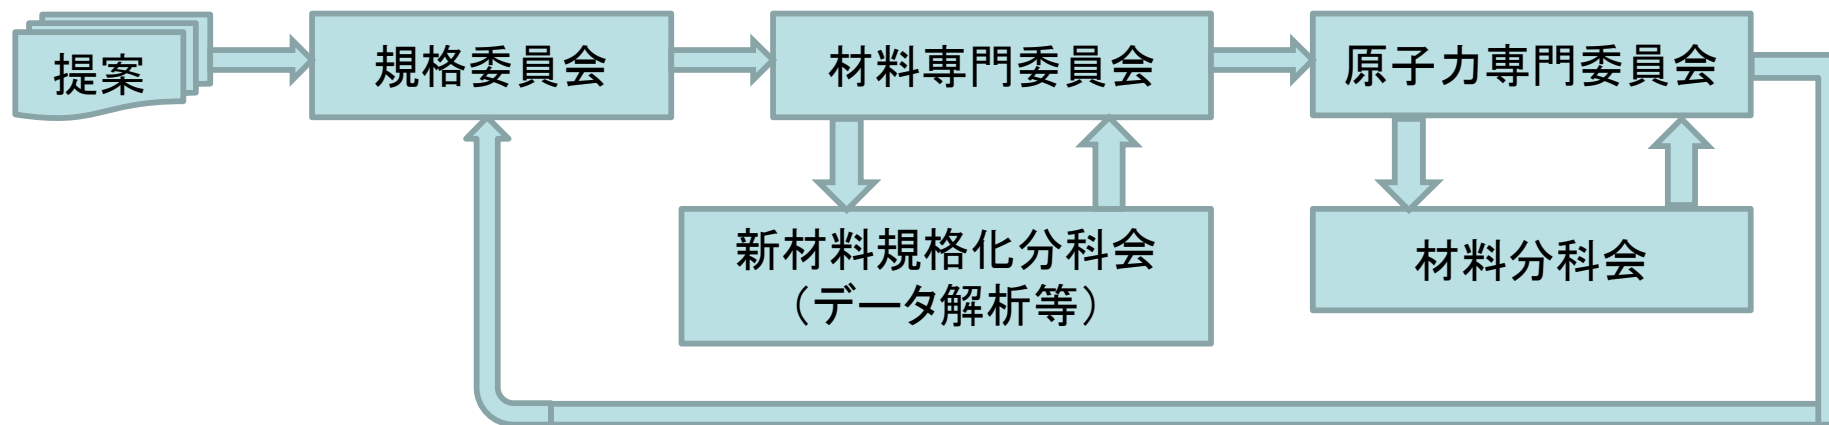 提案
規格委員会
材料専門委員会
原子力専門委員会
新材料規格化分科会
（データ解析等）
材料分科会